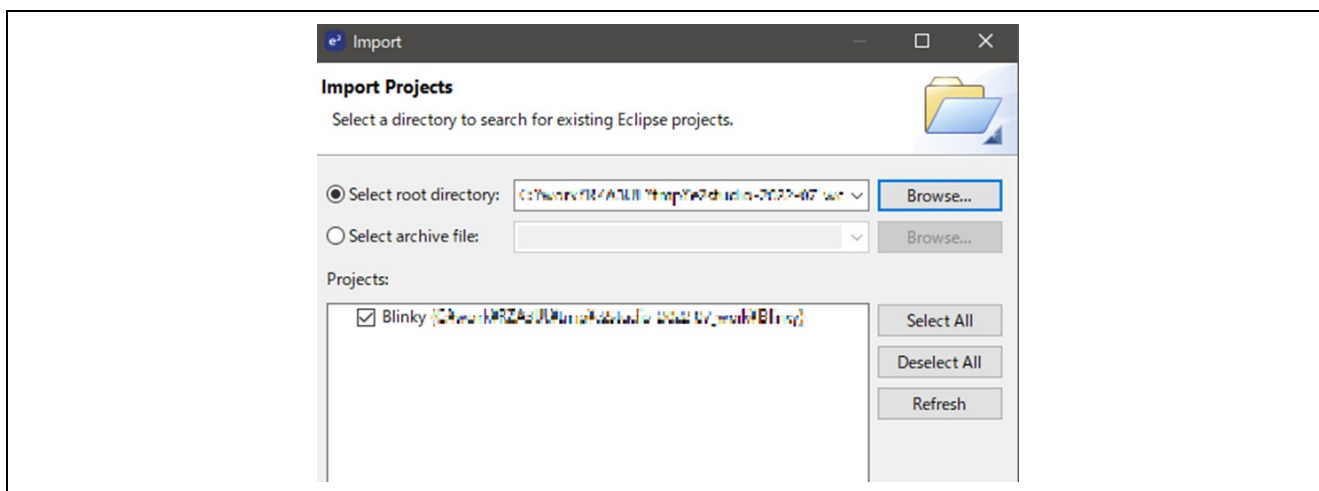 e² Import
Import Projects
Select a directory to search for existing Eclipse projects.
Select root directory:
Browse...
Select archive file:
Browse...
Projects:
Blinky
Select All
Deselect All
Refresh